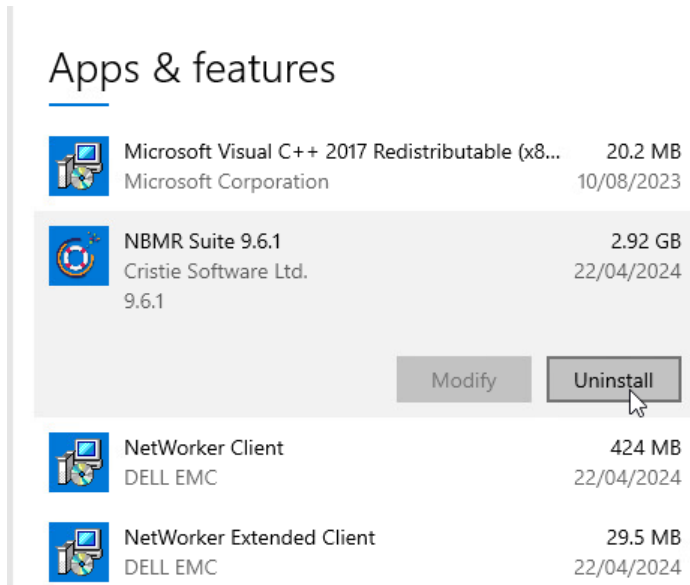 Apps & features
Microsoft Visual C++ 2017 Redistributable (x8... 20.2 MB
Microsoft Corporation 10/08/2023
NBMR Suite 9.6.1 2.92 GB
Cristie Software Ltd. 22/04/2024
9.6.1
Modify Uninstall
NetWorker Client 424 MB
DELL EMC 22/04/2024
NetWorker Extended Client 29.5 MB
DELL EMC 22/04/2024